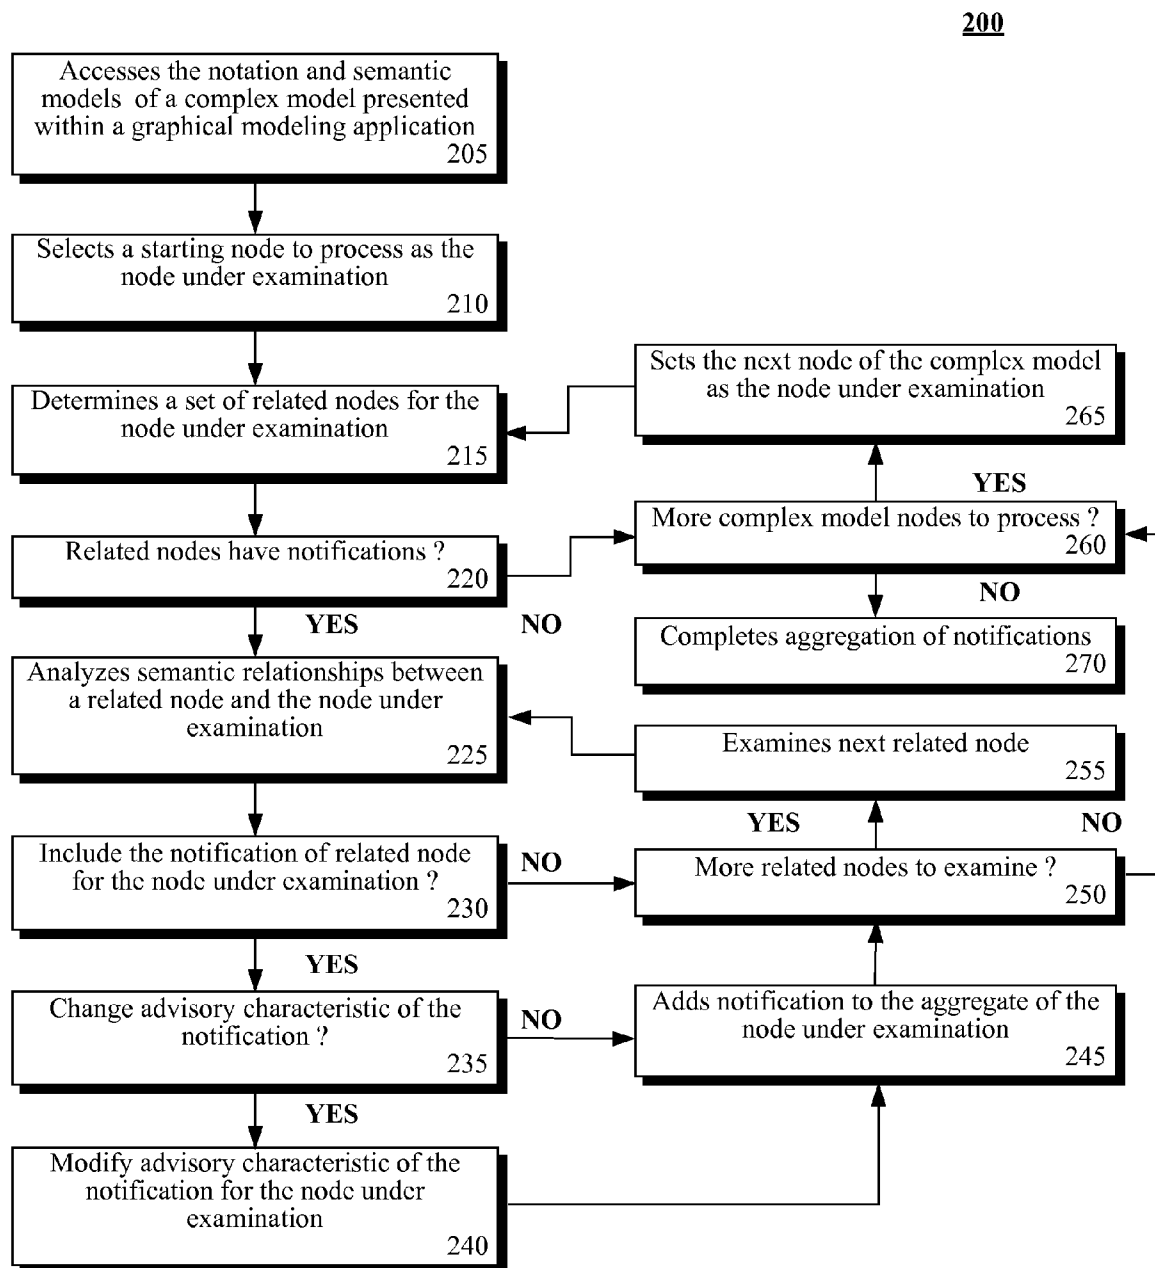 200
Accesses the notation and semantic
models of a complex model presented
within a graphical modeling application
205
Selects a starting node to process as the
node under examination
210
Determines a set of related nodes for the
node under examination
215
Related nodes have notifications ?
220
YES
NO
Analyzes semantic relationships between
a related node and the node under
examination
225
Include the notification of related node
for the node under examination ?
230
NO
YES
Change advisory characteristic of the
notification ?
235
NO
YES
Modify advisory characteristic of the
notification for the node under
examination
240
Sets the next node of the complex model
as the node under examination
265
YES
More complex model nodes to process ?
260
NO
Completes aggregation of notifications
270
Examines next related node
255
YES
NO
More related nodes to examine ?
250
Adds notification to the aggregate of the
node under examination
245